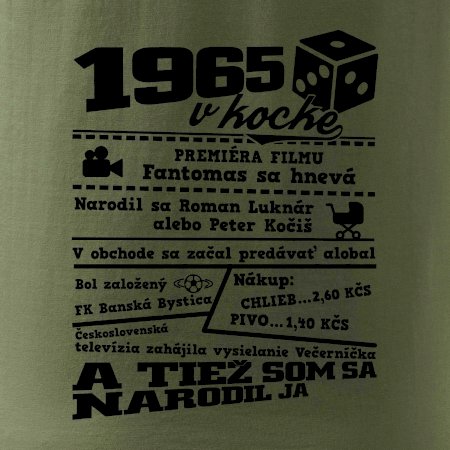 1965
v kocke
PREMIÉRA FILMU
Fantomas sa hnevá
Narodil sa Roman Luknár
alebo Peter Kočiš
V obchode sa začal predávať alobal
Bol založený
FK Banská Bystica
Nákup:
CHLIEB...2,60 KČS
PIVO...1,40 KČS
Československá
televízia zahájila vysielanie Večerníčka
A TIEŽ SOM SA
NARODIL JA